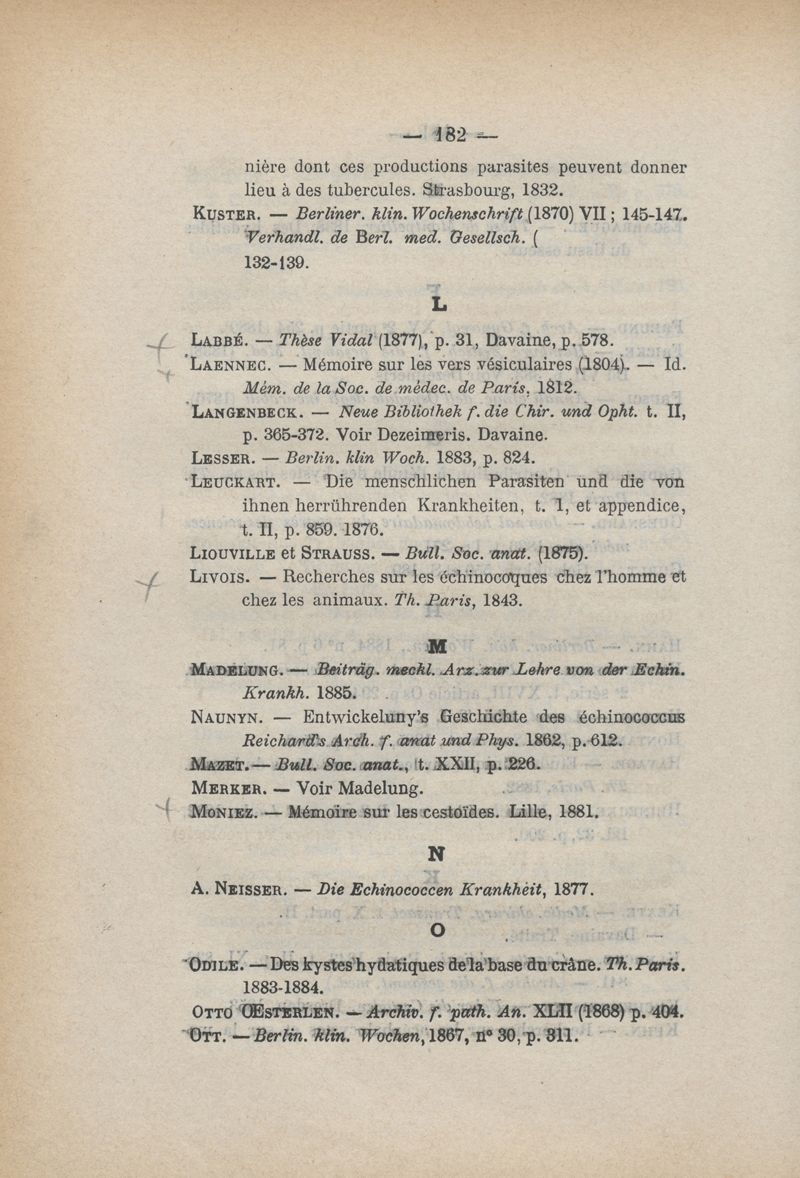 — 182 —
nière dont ces productions parasites peuvent donner
lieu à des tubercules. Strasbourg, 1832.
KUSTER. — Berliner. klin. Wochenschrift (1870) VII ; 145-147.
Verhandl. de Berl. med. Gesellsch. (
132-139.
L
LABBÉ. — Thèse Vidal (1877), p. 31, Davaine, p. 578.
LAENNEC. — Mémoire sur les vers vésiculaires (1804). — Id.
Mém. de la Soc. de médec. de Paris. 1812.
LANGENBECK. — Neue Bibliothek f. die Chir. und Opht. t. II,
p. 365-372. Voir Dezeimeris. Davaine.
LESSER. — Berlin. klin Woch. 1883, p. 824.
LEUCKART. — Die menschlichen Parasiten und die von
ihnen herrührenden Krankheiten, t. 1, et appendice,
t. II, p. 859. 1876.
LIOUVILLE et STRAUSS. — Bull. Soc. anat. (1875).
LIVOIS. — Recherches sur les échinocoques chez l'homme et
chez les animaux. Th. Paris, 1843.
M
MADELUNG. — Beiträg. meckl. Arz. zur Lehre von der Echin.
Krankh. 1885.
NAUNYN. — Entwickeluny's Geschichte des échinococcus
Reichard's Arch. f. anat und Phys. 1862, p. 612.
MAZET. — Bull. Soc. anat., t. XXII, p. 226.
MERKER. — Voir Madelung.
MONIEZ. — Mémoire sur les cestoïdes. Lille, 1881.
N
A. NEISSER. — Die Echinococcen Krankheit, 1877.
O
ODILE. — Des kystes hydatiques de la base du crâne. Th. Paris.
1883-1884.
OTTO ŒSTERLEN. — Archiv. f. path. An. XLII (1868) p. 404.
OTT. — Berlin. klin. Wochen, 1867, n° 30, p. 311.